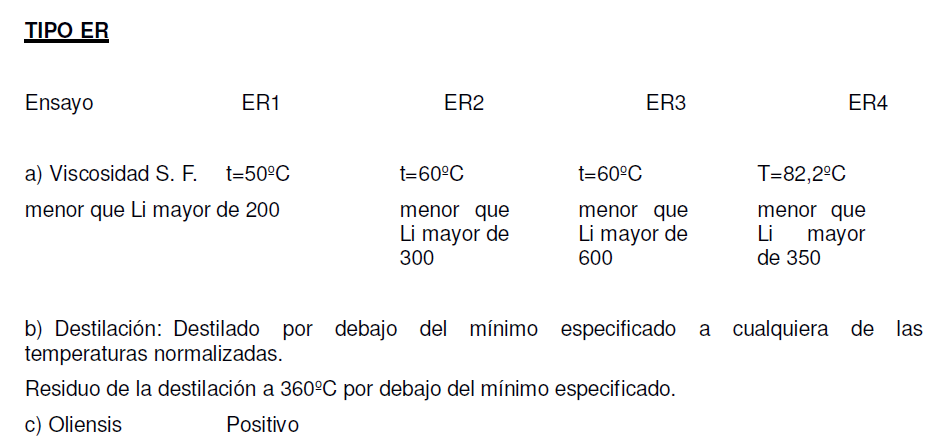 TIPO ER
Ensayo ER1 ER2 ER3 ER4
a) Viscosidad S. F. t=50ºC t=60ºC t=60ºC T=82,2ºC
menor que Li mayor de 200 menor que menor que menor que
Li mayor de Li mayor de Li mayor
300 600 de 350
b) Destilación: Destilado por debajo del mínimo especificado a cualquiera de las
temperaturas normalizadas.
Residuo de la destilación a 360ºC por debajo del mínimo especificado.
c) Oliensis Positivo